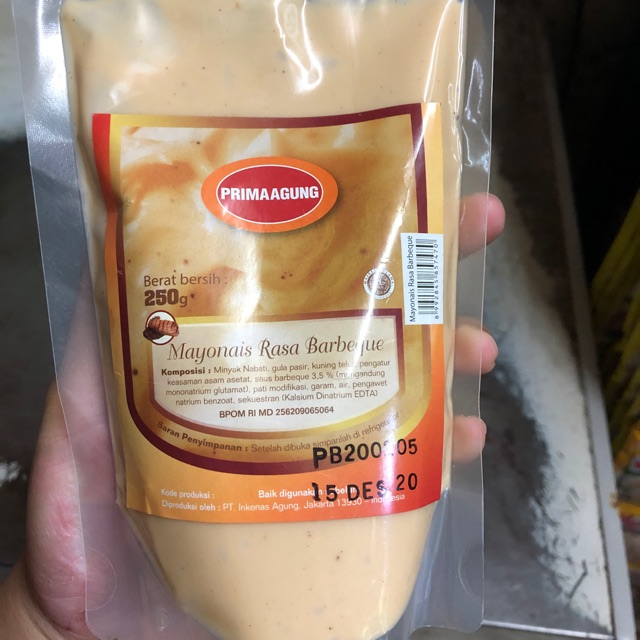 PRIMAAGUNG
Berat bersih :
250g
Mayonais Rasa Barbeque
Komposisi : Minyak Nabati, gula pasir, kuning telur, pengatur
keasaman asam asetat, saus barbeque 3,5 % (mengandung
mononatrium glutamat), pati modifikasi, garam, air, pengawet
natrium benzoat, sekuestran (Kalsium Dinatrium EDTA)
BPOM RI MD 256209065064
Saran Penyimpanan : Setelah dibuka simpanlah di refrigerator
PB200205
15 DES 20
Kode produksi :
Baik digunakan sebelum
Diproduksi oleh : PT. Inkenas Agung, Jakarta 13930 – Indonesia
Mayonais Rasa Barbeque